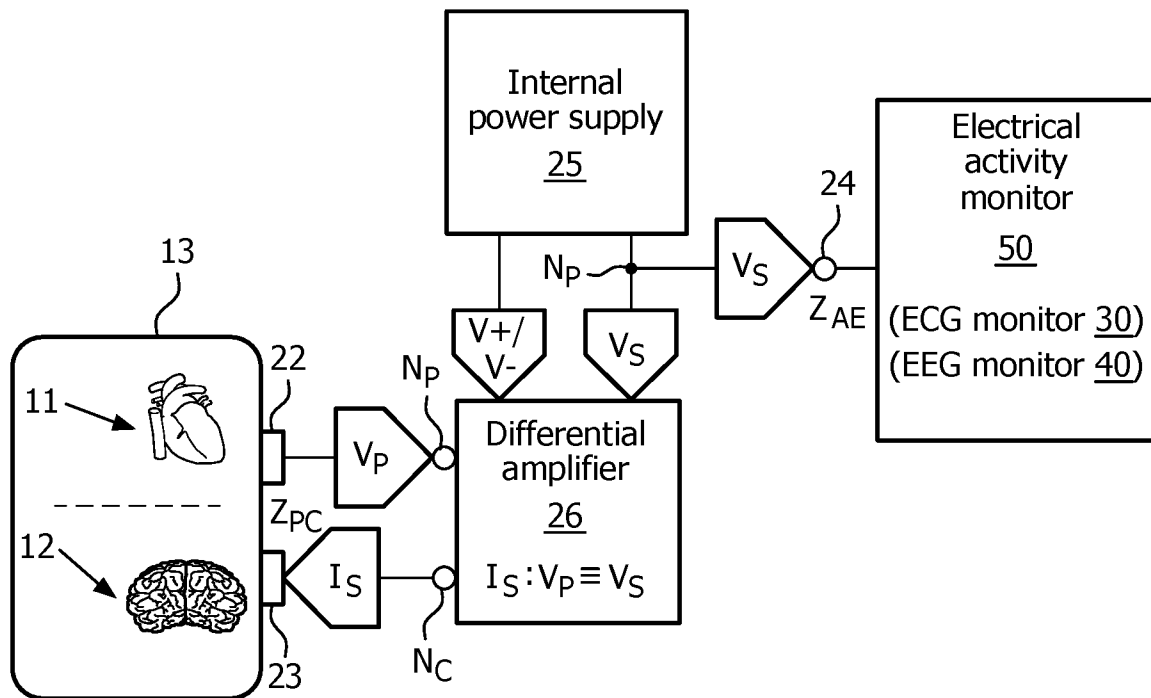 Internal
power supply
25
Electrical
activity
monitor
50
(ECG monitor 30)
(EEG monitor 40)
24
V_S
Z_AE
N_P
13
V+/
V-
V_S
22
N_P
11
V_P
Differential
amplifier
26
I_S : V_P ≡ V_S
Z_PC
12
I_S
23
N_C